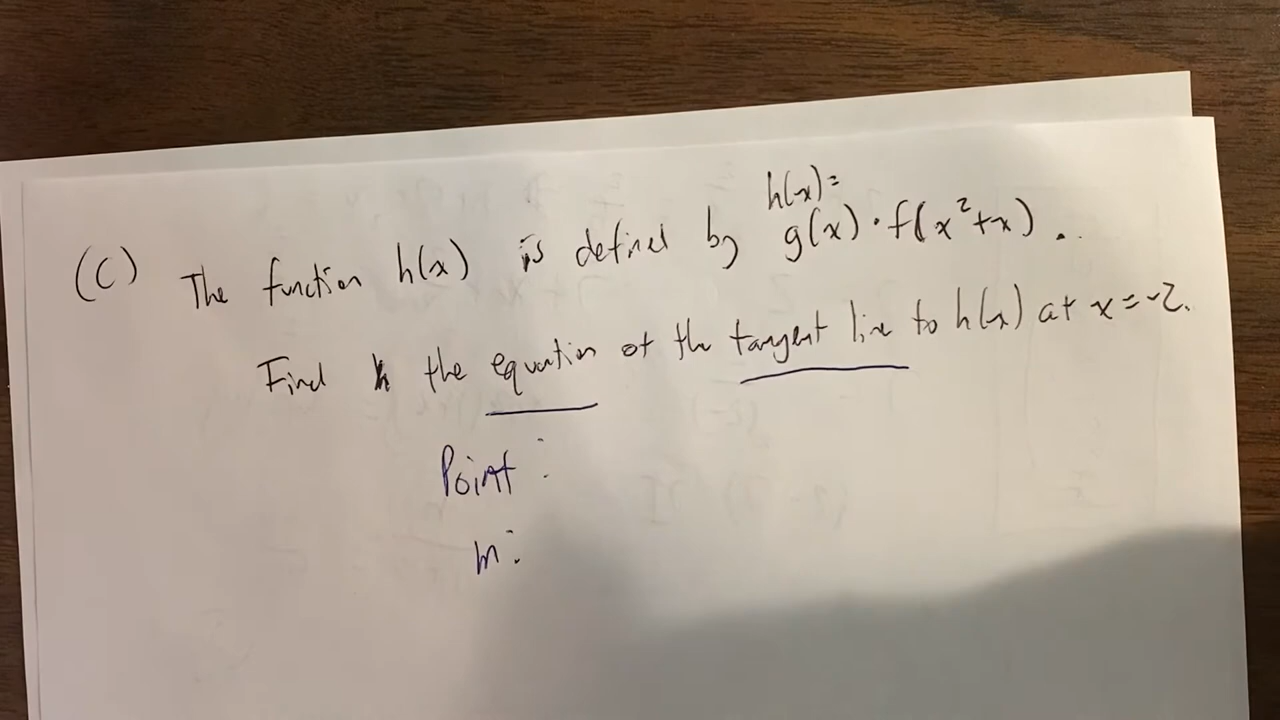 (C) The function h(x) is defined by h(x)=
g(x)·f(x²+x).
Find the equation of the tangent line to h(x) at x=-2.
Point:
m: